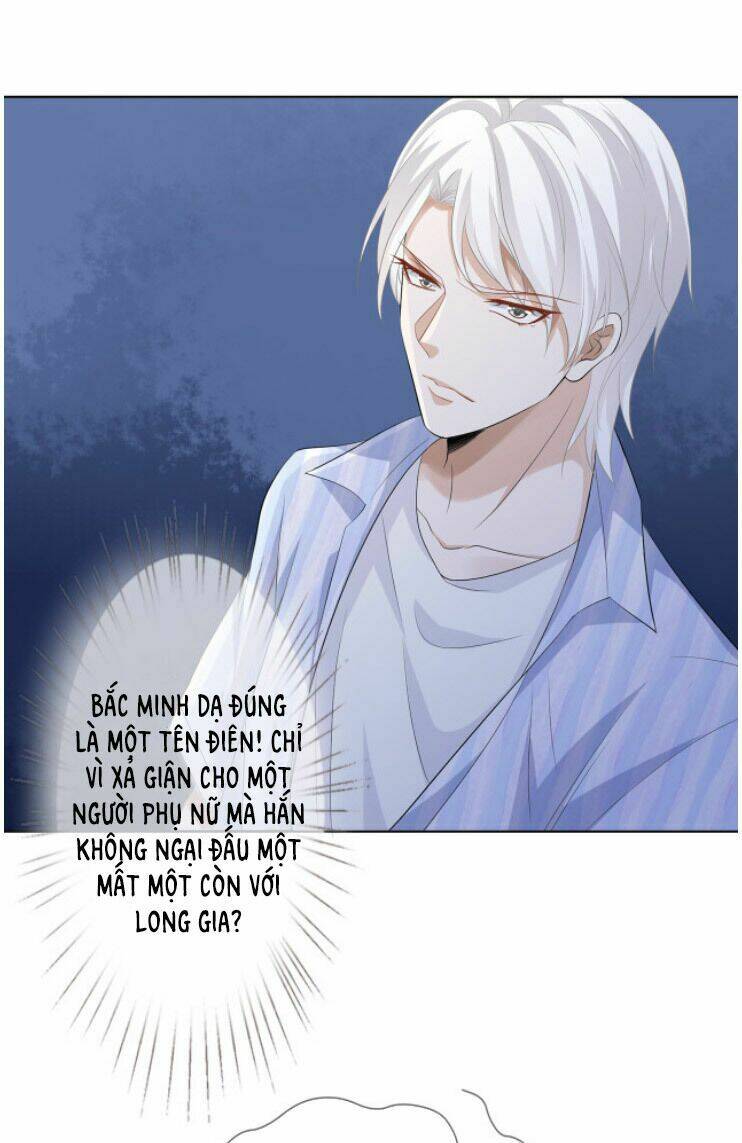 BẮC MINH DẠ ĐÚNG
LÀ MỘT TÊN ĐIÊN! CHỈ
VÌ XẢ GIẬN CHO MỘT
NGƯỜI PHỤ NỮ MÀ HẮN
KHÔNG NGẠI ĐẤU MỘT
MẤT MỘT CÒN VỚI
LONG GIA?